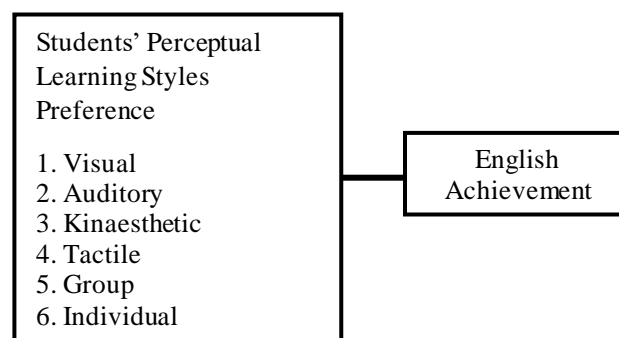 Students’ Perceptual
Learning Styles
Preference
1. Visual
2. Auditory
3. Kinaesthetic
4. Tactile
5. Group
6. Individual
English
Achievement